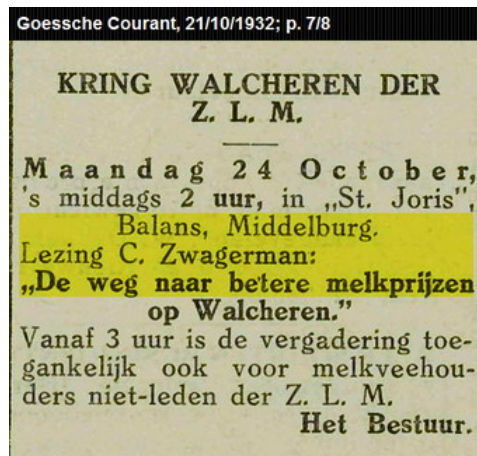 Goessche Courant, 21/10/1932; p. 7/8
KRING WALCHEREN DER
Z. L. M.
Maandag 24 October,
's middags 2 uur, in „St. Joris",
Balans, Middelburg.
Lezing C. Zwagerman:
„De weg naar betere melkprijzen
op Walcheren."
Vanaf 3 uur is de vergadering toe-
gankelijk ook voor melkveehou-
ders niet-leden der Z. L. M.
Het Bestuur.